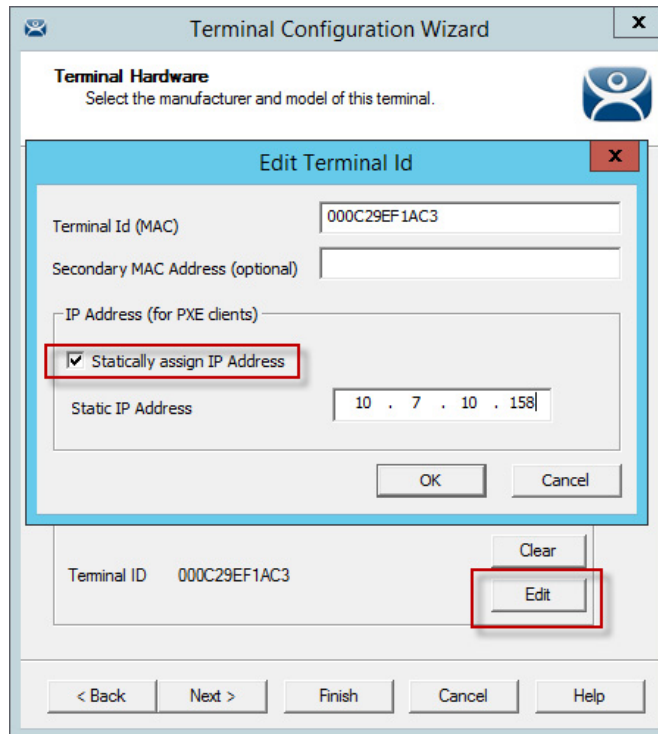 Terminal Configuration Wizard
x
Terminal Hardware
Select the manufacturer and model of this terminal.
Edit Terminal Id
x
Terminal Id (MAC)
000C29EF1AC3
Secondary MAC Address (optional)
IP Address (for PXE clients)
Statically assign IP Address
Static IP Address
10 . 7 . 10 . 158
OK
Cancel
Clear
Terminal ID 000C29EF1AC3
Edit
< Back
Next >
Finish
Cancel
Help